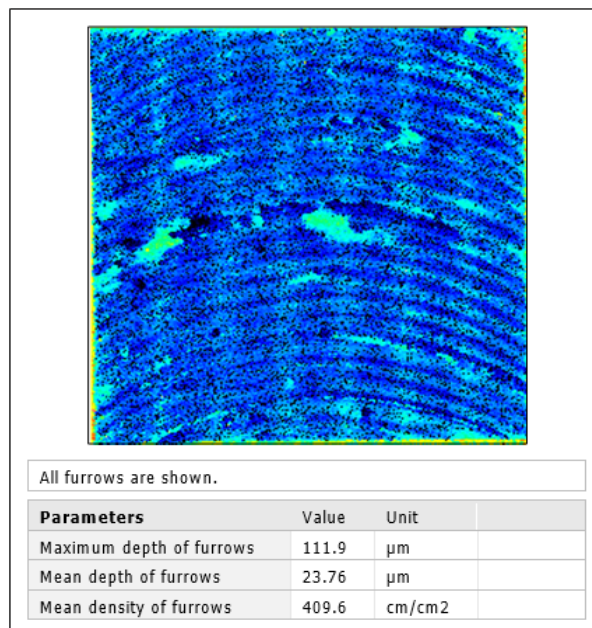 All furrows are shown.
Parameters Value Unit
Maximum depth of furrows 111.9 µm
Mean depth of furrows 23.76 µm
Mean density of furrows 409.6 cm/cm2